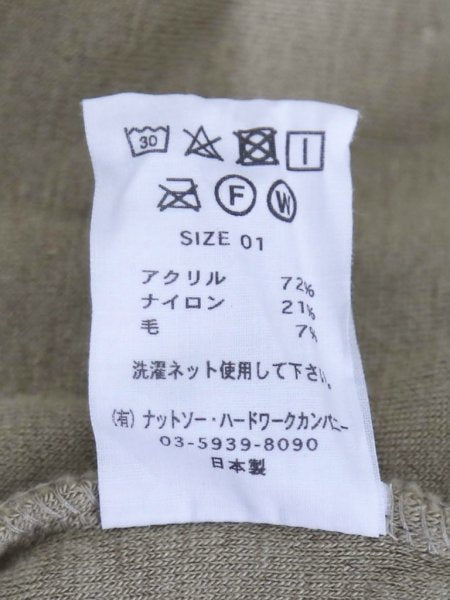 30
F W
SIZE 01
アクリル 72%
ナイロン 21%
毛 7%
洗濯ネット使用して下さい。
(有)ナットソー・ハードワークカンパニー
03-5939-8090
日本製